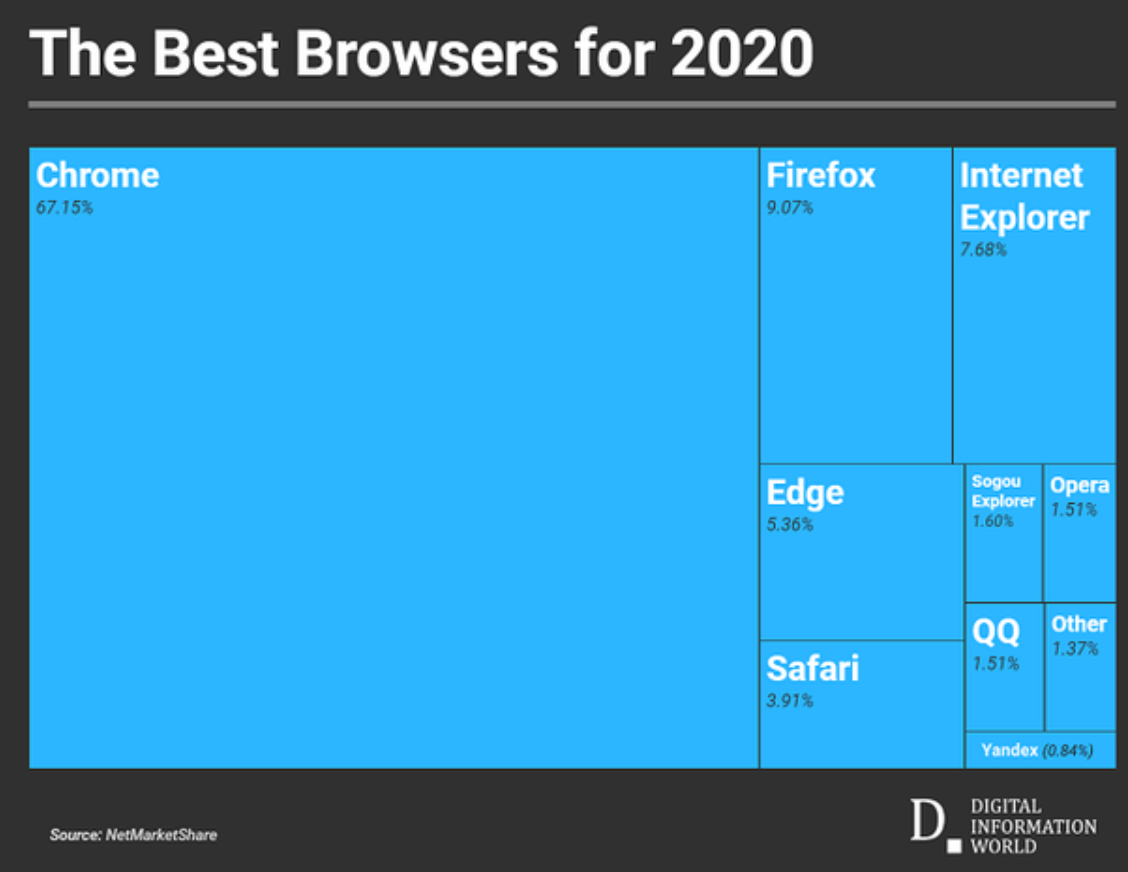 The Best Browsers for 2020
Chrome
67.15%
Firefox
9.07%
Internet
Explorer
7.68%
Edge
5.36%
Sogou
Explorer
1.60%
Opera
1.51%
Safari
3.91%
QQ
1.51%
Other
1.37%
Yandex (0.84%)
Source: NetMarketShare
D.
DIGITAL
INFORMATION
WORLD